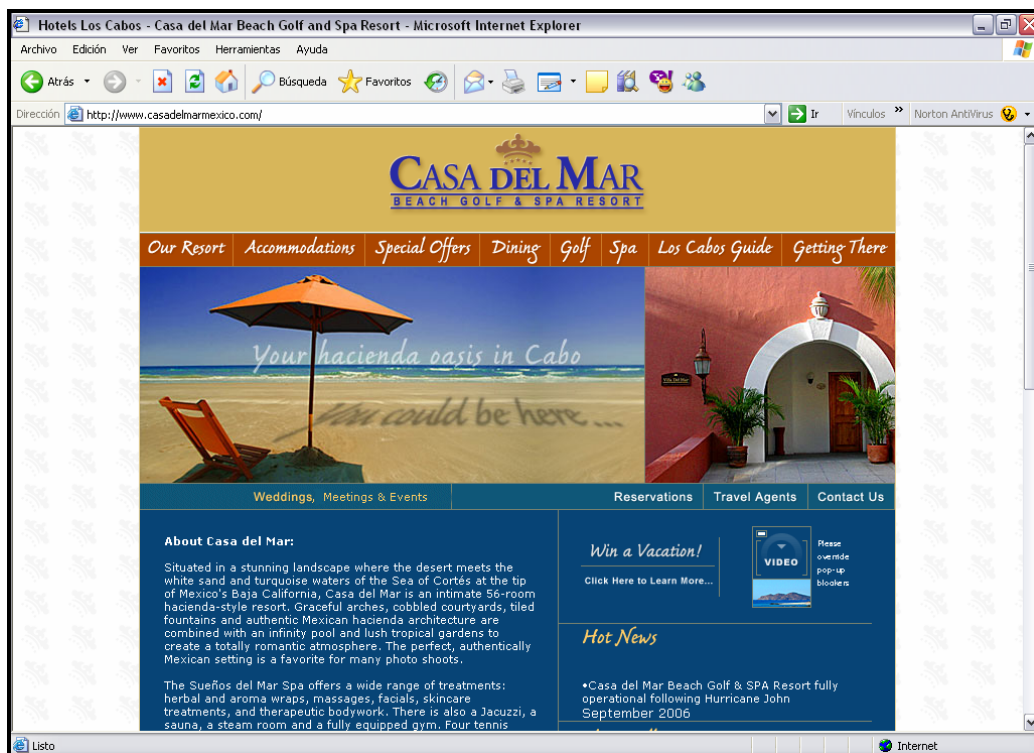 Hotels Los Cabos - Casa del Mar Beach Golf and Spa Resort - Microsoft Internet Explorer
Archivo Edición Ver Favoritos Herramientas Ayuda
Atrás Búsqueda Favoritos
Dirección http://www.casadelmarmexico.com/ Ir Vínculos » Norton AntiVirus
CASA DEL MAR
BEACH GOLF & SPA RESORT
Our Resort Accommodations Special Offers Dining Golf Spa Los Cabos Guide Getting There
Your hacienda oasis in Cabo
You could be here...
Villa Del Mar
Weddings, Meetings & Events Reservations Travel Agents Contact Us
About Casa del Mar:
Situated in a stunning landscape where the desert meets the
white sand and turquoise waters of the Sea of Cortés at the tip
of Mexico's Baja California, Casa del Mar is an intimate 56-room
hacienda-style resort. Graceful arches, cobbled courtyards, tiled
fountains and authentic Mexican hacienda architecture are
combined with an infinity pool and lush tropical gardens to
create a totally romantic atmosphere. The perfect, authentically
Mexican setting is a favorite for many photo shoots.
The Sueños del Mar Spa offers a wide range of treatments:
herbal and aroma wraps, massages, facials, skincare
treatments, and therapeutic bodywork. There is also a Jacuzzi, a
sauna, a steam room and a fully equipped gym. Four tennis
Win a Vacation!
Click Here to Learn More...
VIDEO
Please
override
pop-up
blockers
Hot News
•Casa del Mar Beach Golf & SPA Resort fully
operational following Hurricane John
September 2006
Listo Internet